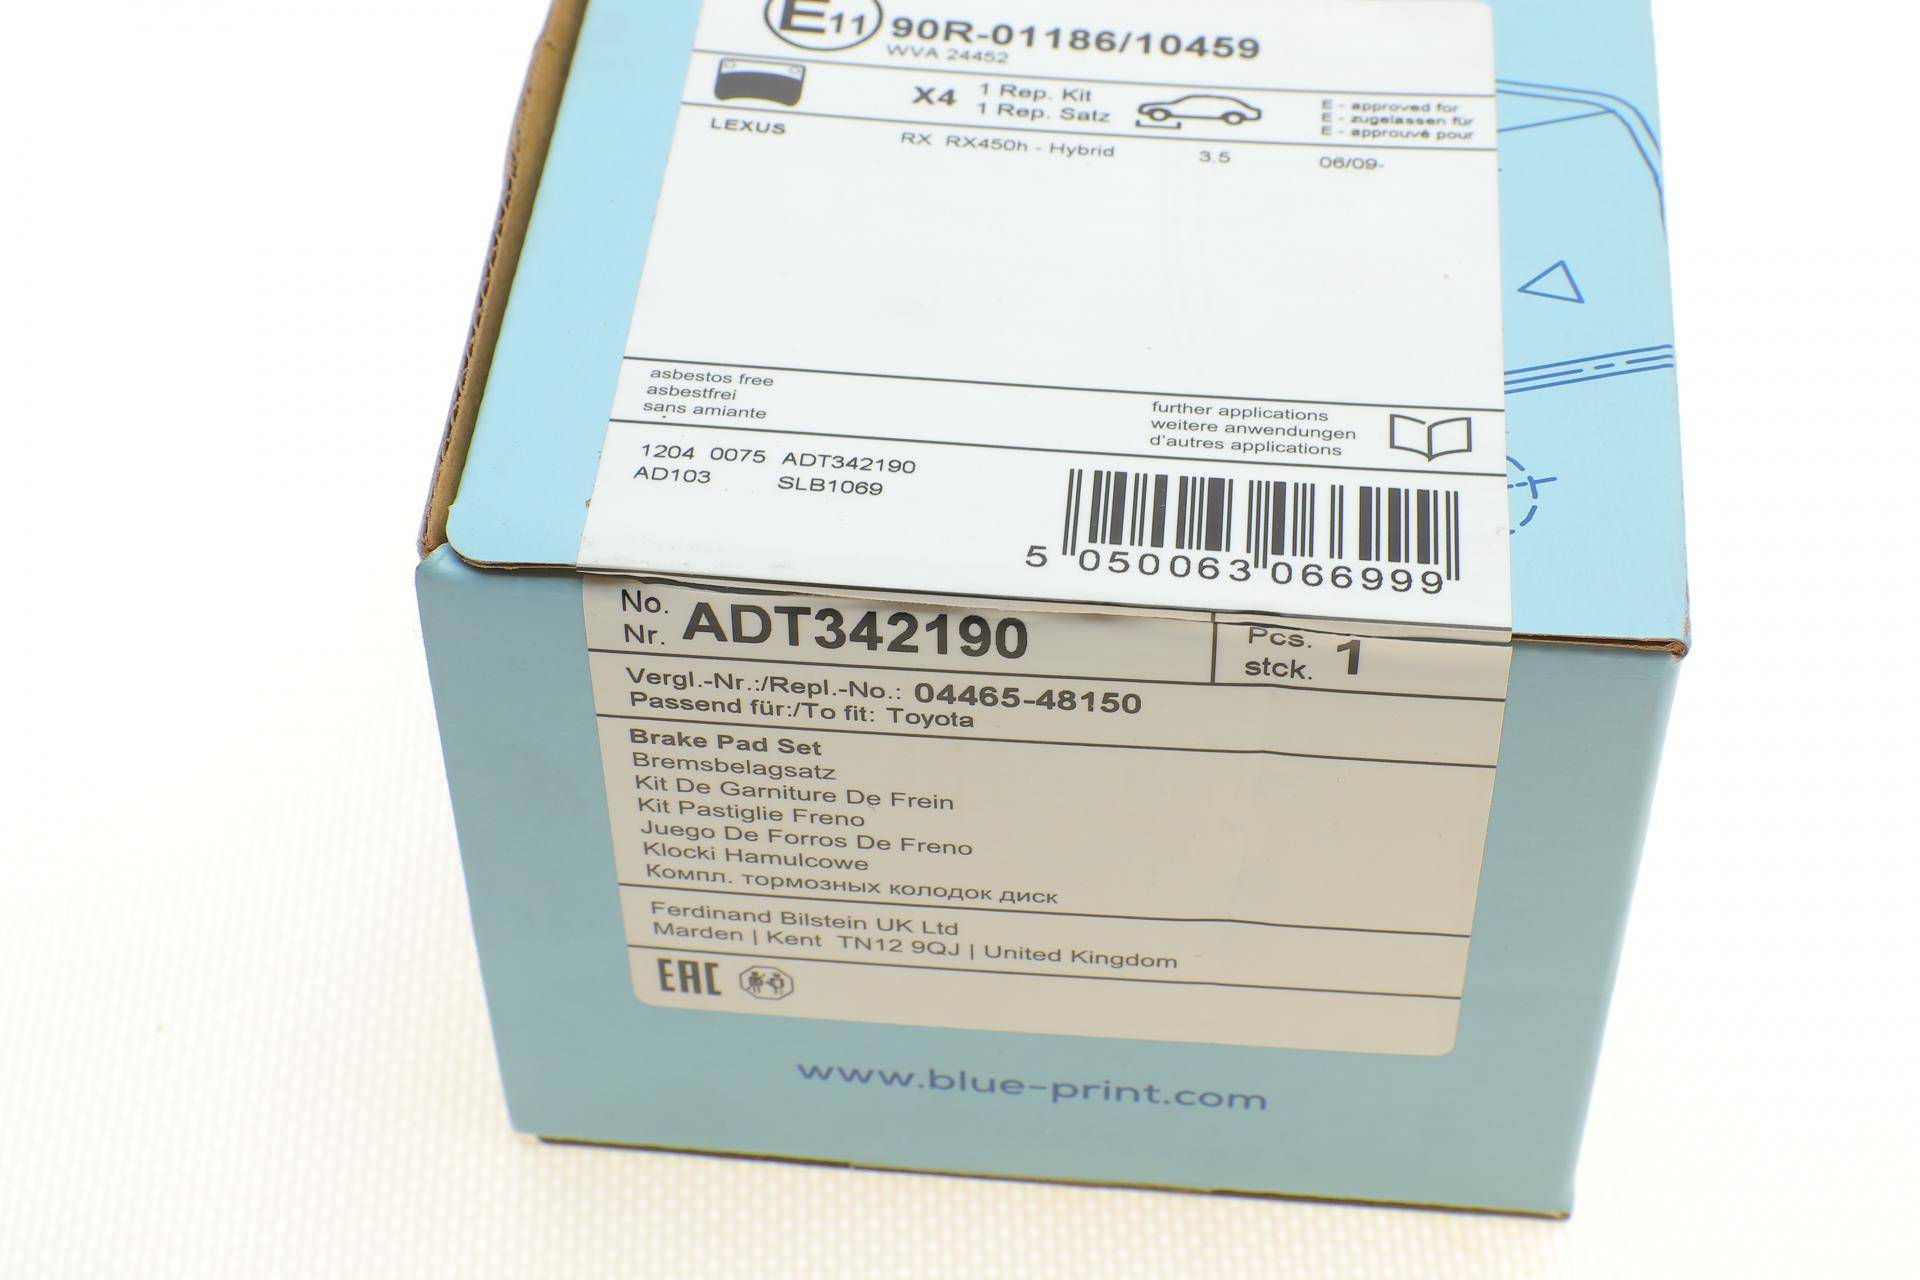 E11 90R-01186/10459
WVA 24452
X4 1 Rep. Kit
1 Rep. Satz
E - approved for
E - zugelassen für
E - approuvé pour
LEXUS RX RX450h - Hybrid 3.5 06/09-
asbestos free
asbestfrei
sans amiante
further applications
weitere anwendungen
d'autres applications
1204 0075 ADT342190
AD103 SLB1069
5 050063 066999
No. ADT342190
Nr.
Pcs. 1
stck.
Vergl.-Nr.:/Repl.-No.: 04465-48150
Passend für:/To fit: Toyota
Brake Pad Set
Bremsbelagsatz
Kit De Garniture De Frein
Kit Pastiglie Freno
Juego De Forros De Freno
Klocki Hamulcowe
Компл. тормозных колодок диск
Ferdinand Bilstein UK Ltd
Marden | Kent TN12 9QJ | United Kingdom
EAC
www.blue-print.com